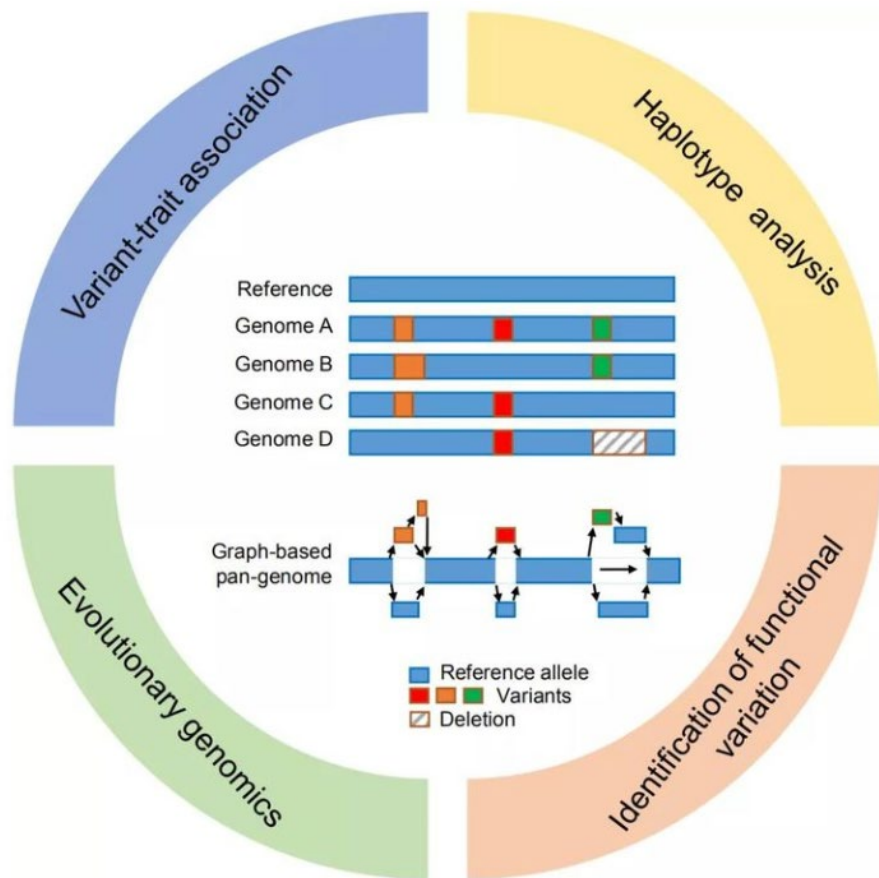 Variant-trait association
Haplotype analysis
Reference
Genome A
Genome B
Genome C
Genome D
Graph-based
pan-genome
Reference allele
Variants
Deletion
Evolutionary genomics
Identification of functional
variation